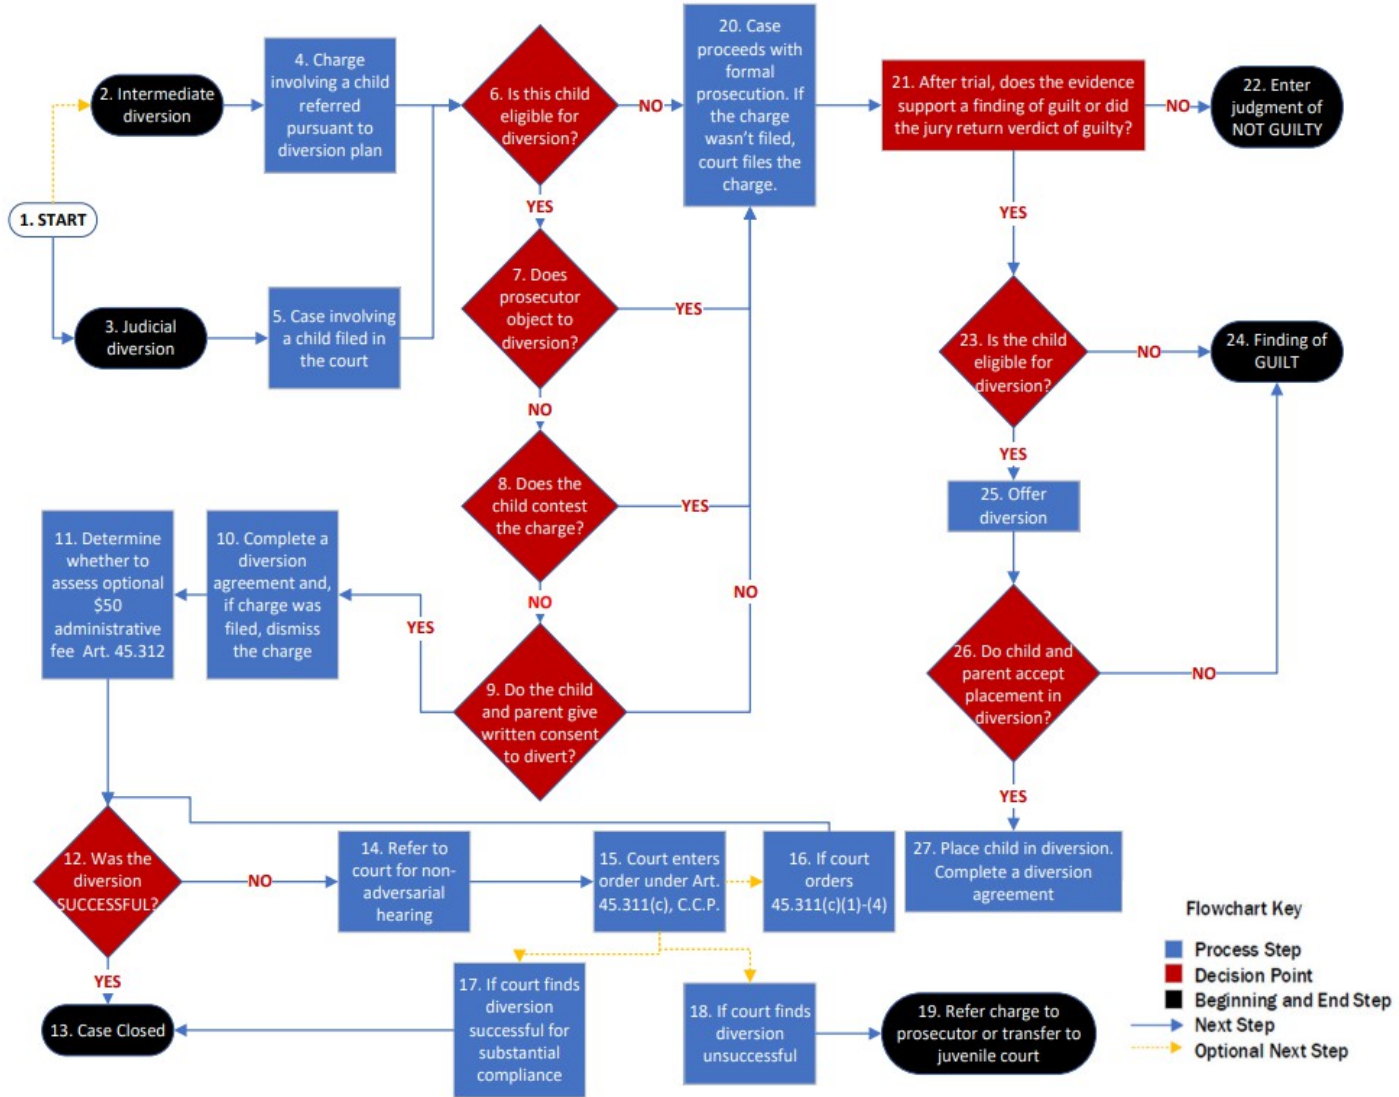 1. START
2. Intermediate
diversion
3. Judicial
diversion
4. Charge
involving a child
referred
pursuant to
diversion plan
5. Case involving
a child filed in
the court
6. Is this child
eligible for
diversion?
NO
YES
7. Does
prosecutor
object to
diversion?
YES
NO
8. Does the
child contest
the charge?
YES
NO
9. Do the child
and parent give
written consent
to divert?
YES
NO
10. Complete a
diversion
agreement and,
if charge was
filed, dismiss
the charge
11. Determine
whether to
assess optional
$50
administrative
fee Art. 45.312
12. Was the
diversion
SUCCESSFUL?
NO
YES
13. Case Closed
14. Refer to
court for non-
adversarial
hearing
15. Court enters
order under Art.
45.311(c), C.C.P.
16. If court
orders
45.311(c)(1)-(4)
17. If court finds
diversion
successful for
substantial
compliance
18. If court finds
diversion
unsuccessful
19. Refer charge to
prosecutor or transfer to
juvenile court
20. Case
proceeds with
formal
prosecution. If
the charge
wasn't filed,
court files the
charge.
21. After trial, does the evidence
support a finding of guilt or did
the jury return verdict of guilty?
NO
YES
22. Enter
judgment of
NOT GUILTY
23. Is the child
eligible for
diversion?
NO
YES
24. Finding of
GUILT
25. Offer
diversion
26. Do child and
parent accept
placement in
diversion?
NO
YES
27. Place child in diversion.
Complete a diversion
agreement
Flowchart Key
Process Step
Decision Point
Beginning and End Step
Next Step
Optional Next Step